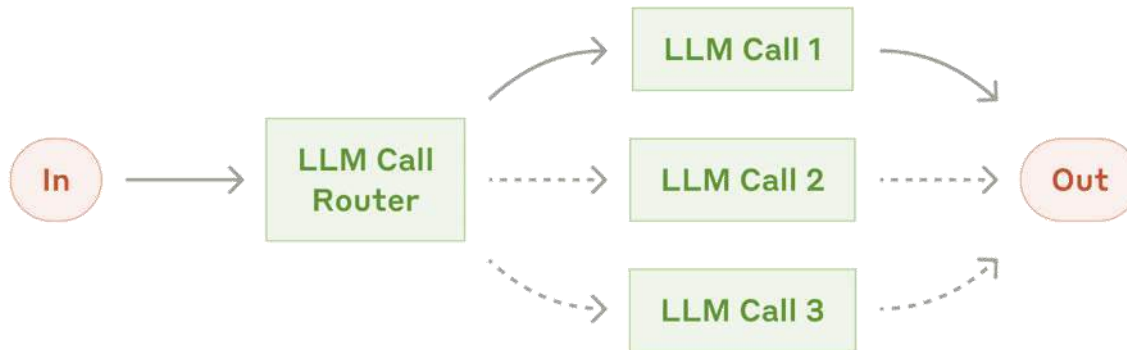 In
LLM Call
Router
LLM Call 1
LLM Call 2
LLM Call 3
Out